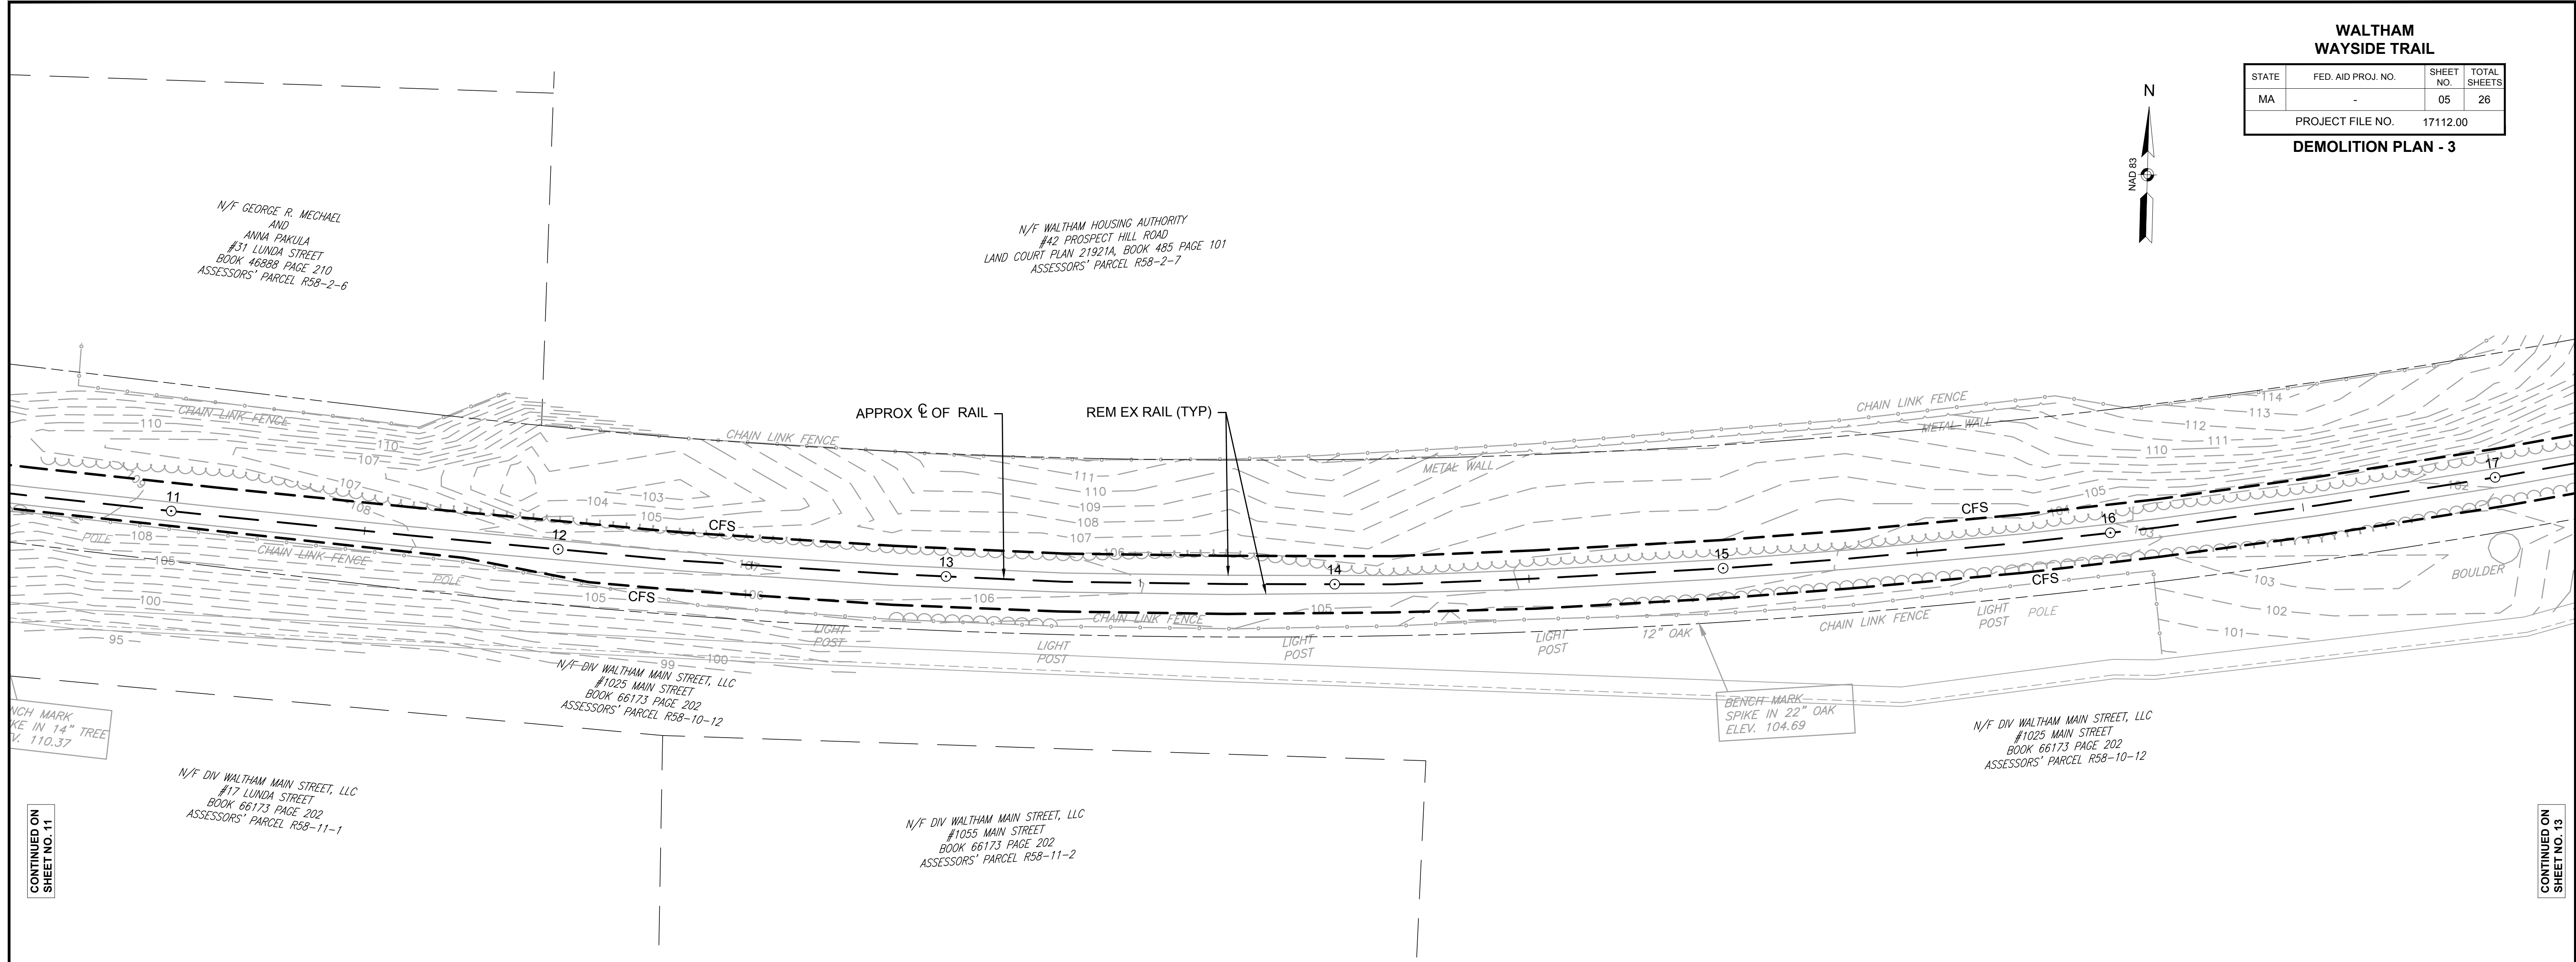 WALTHAM
WAYSIDE TRAIL
STATE FED. AID PROJ. NO. SHEET NO. TOTAL SHEETS
MA - 05 26
PROJECT FILE NO. 17112.00
DEMOLITION PLAN - 3
N
NAD 83
N/F GEORGE R. MECHAEL
AND
ANNA PAKULA
#31 LUNDA STREET
BOOK 46888 PAGE 210
ASSESSORS' PARCEL R58-2-6
N/F WALTHAM HOUSING AUTHORITY
#42 PROSPECT HILL ROAD
LAND COURT PLAN 21921A, BOOK 485 PAGE 101
ASSESSORS' PARCEL R58-2-7
APPROX ℄ OF RAIL
REM EX RAIL (TYP)
CHAIN LINK FENCE
CHAIN LINK FENCE
CHAIN LINK FENCE
METAL WALL
METAL WALL
110
110
107
107
109
108
104
103
105
111
110
109
108
107
106
114
113
112
111
110
105
104
103
102
CFS
CFS
11
12
13
14
15
16
17
POLE
108
CHAIN LINK FENCE
105
POLE
100
95
105
CFS
107
106
106
105
CHAIN LINK FENCE
LIGHT
POST
LIGHT
POST
LIGHT
POST
LIGHT
POST
12" OAK
CHAIN LINK FENCE
LIGHT
POST
POLE
CFS
103
102
101
BOULDER
99
100
N/F DIV WALTHAM MAIN STREET, LLC
#1025 MAIN STREET
BOOK 66173 PAGE 202
ASSESSORS' PARCEL R58-10-12
NCH MARK
KE IN 14" TREE
V. 110.37
BENCH MARK
SPIKE IN 22" OAK
ELEV. 104.69
N/F DIV WALTHAM MAIN STREET, LLC
#1025 MAIN STREET
BOOK 66173 PAGE 202
ASSESSORS' PARCEL R58-10-12
N/F DIV WALTHAM MAIN STREET, LLC
#17 LUNDA STREET
BOOK 66173 PAGE 202
ASSESSORS' PARCEL R58-11-1
N/F DIV WALTHAM MAIN STREET, LLC
#1055 MAIN STREET
BOOK 66173 PAGE 202
ASSESSORS' PARCEL R58-11-2
CONTINUED ON
SHEET NO. 11
CONTINUED ON
SHEET NO. 13